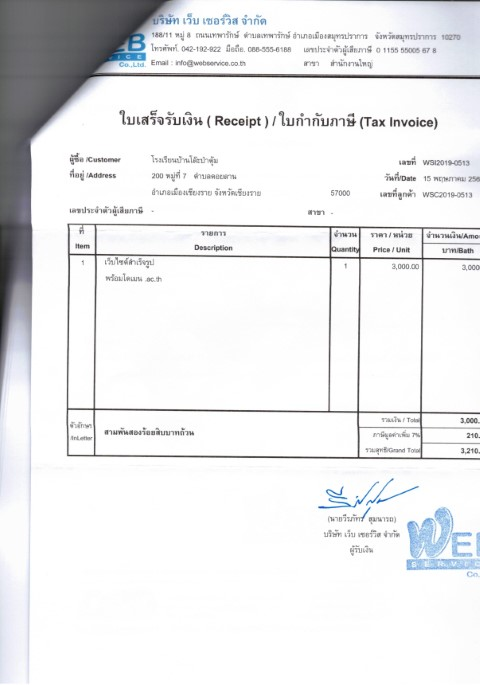 บริษัท เว็บ เซอร์วิส จำกัด
188/11 หมู่ 8 ถนนเทพารักษ์ ตำบลเทพารักษ์ อำเภอเมืองสมุทรปราการ จังหวัดสมุทรปราการ 10270
โทรศัพท์. 042-192-922 มือถือ. 088-555-6188 เลขประจำตัวผู้เสียภาษี 0 1155 55005 67 8
Email : info@webservice.co.th สาขา สำนักงานใหญ่
EB
SERVICE
Co.,Ltd.
ใบเสร็จรับเงิน ( Receipt ) / ใบกำกับภาษี (Tax Invoice)
ผู้ซื้อ /Customer โรงเรียนบ้านโป่งป่าตุ้ม เลขที่ WSI2019-0513
ที่อยู่ /Address 200 หมู่ที่ 7 ตำบลดอยลาน วันที่/Date 15 พฤษภาคม 256
อำเภอเมืองเชียงราย จังหวัดเชียงราย 57000 เลขที่ลูกค้า WSC2019-0513
เลขประจำตัวผู้เสียภาษี - สาขา -
ที่ รายการ จำนวน ราคา / หน่วย จำนวนเงิน/Amou
Item Description Quantity Price / Unit บาท/Bath
1 เว็บไซต์สำเร็จรูป 1 3,000.00 3,000
พร้อมโดเมน .ac.th
รวมเงิน / Total 3,000.
ตัวอักษร /InLetter สามพันสองร้อยสิบบาทถ้วน ภาษีมูลค่าเพิ่ม 7% 210.
รวมสุทธิ/Grand Total 3,210.
(นายวีรภัทร สุมนารถ)
บริษัท เว็บ เซอร์วิส จำกัด
ผู้รับเงิน
WEB
SERVIC
Co.,